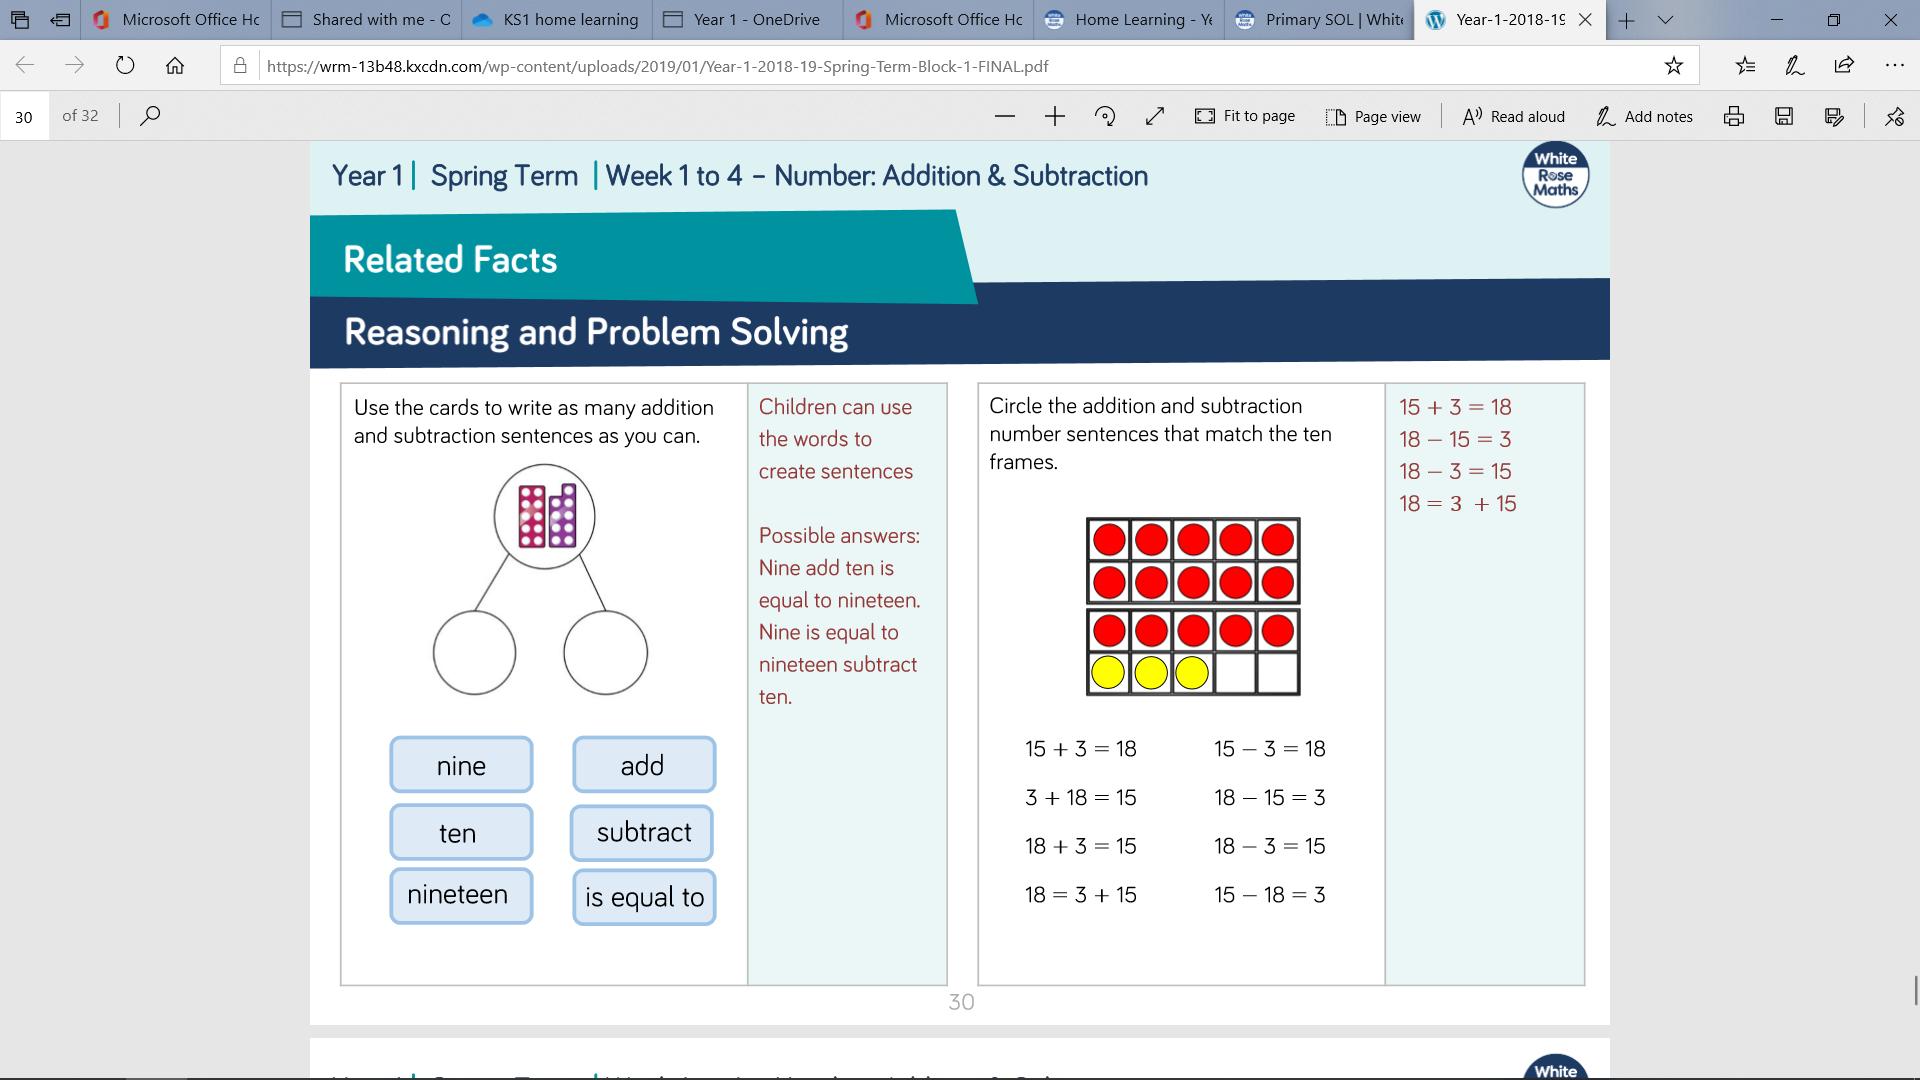 Microsoft Office Hc
Shared with me - O
KS1 home learning
Year 1 - OneDrive
Microsoft Office Hc
Home Learning - Ye
Primary SOL | White
Year-1-2018-19
https://wrm-13b48.kxcdn.com/wp-content/uploads/2019/01/Year-1-2018-19-Spring-Term-Block-1-FINAL.pdf
30 of 32
Fit to page
Page view
Read aloud
Add notes
Year 1 | Spring Term | Week 1 to 4 – Number: Addition & Subtraction
White
Rose
Maths
Related Facts
Reasoning and Problem Solving
Use the cards to write as many addition
and subtraction sentences as you can.
nine
add
ten
subtract
nineteen
is equal to
Children can use
the words to
create sentences
Possible answers:
Nine add ten is
equal to nineteen.
Nine is equal to
nineteen subtract
ten.
Circle the addition and subtraction
number sentences that match the ten
frames.
15 + 3 = 18
15 − 3 = 18
3 + 18 = 15
18 − 15 = 3
18 + 3 = 15
18 − 3 = 15
18 = 3 + 15
15 − 18 = 3
15 + 3 = 18
18 − 15 = 3
18 − 3 = 15
18 = 3 + 15
30
White